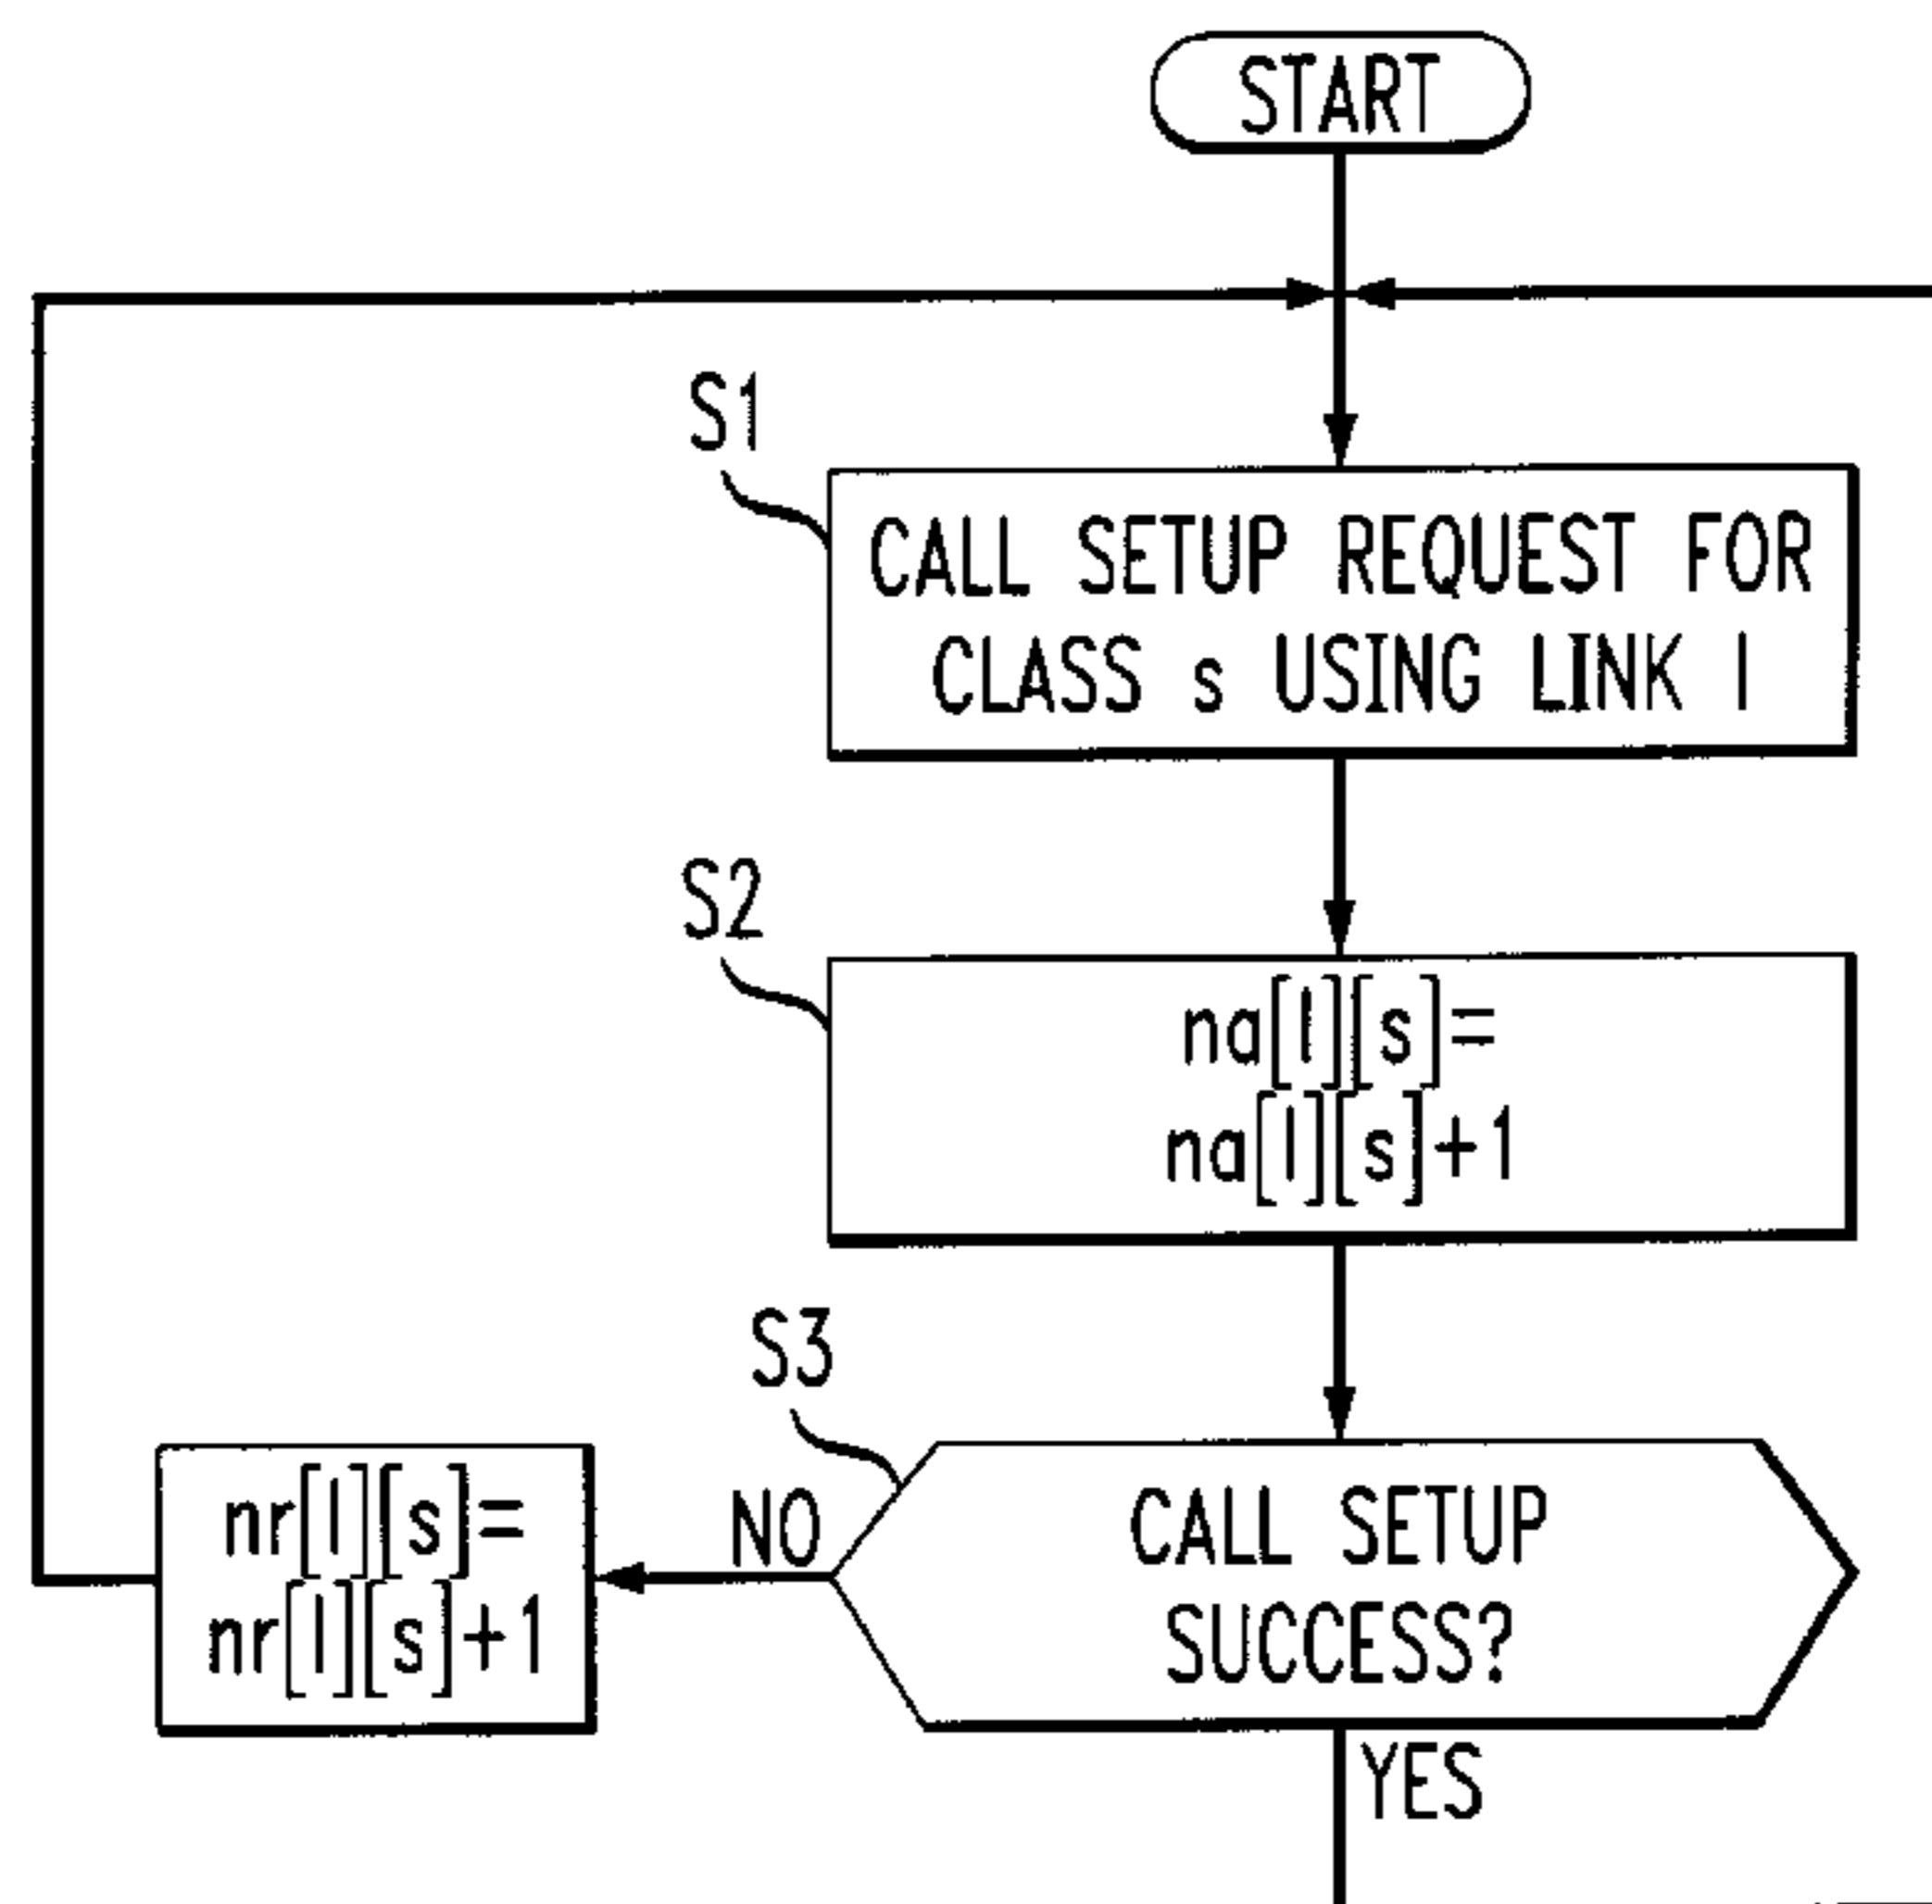 START
S1
CALL SETUP REQUEST FOR
CLASS s USING LINK l
S2
na[l][s]=
na[l][s]+1
S3
NO
CALL SETUP
SUCCESS?
nr[l][s]=
nr[l][s]+1
YES